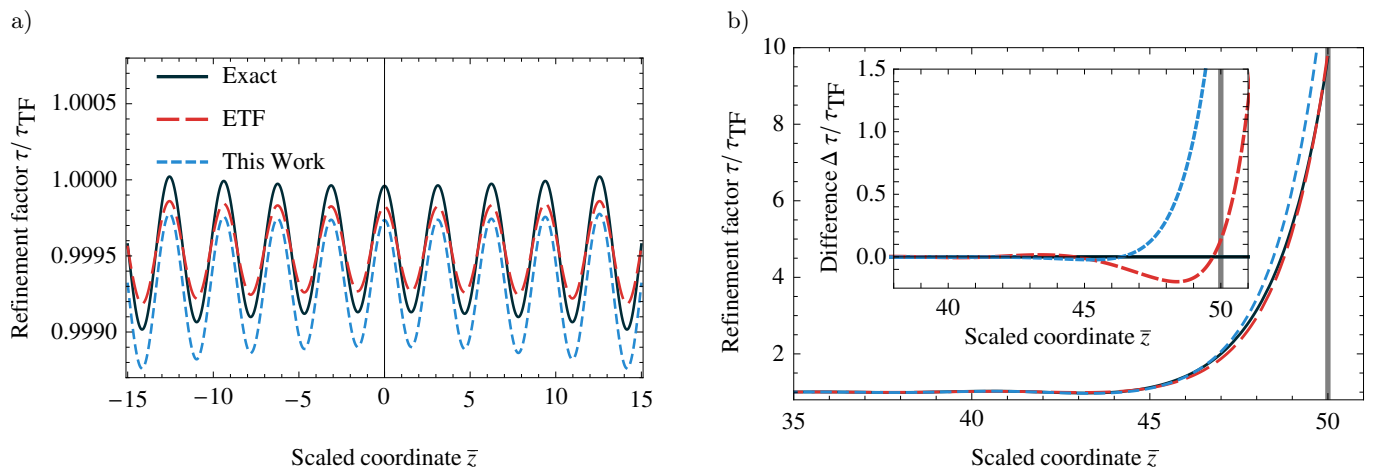 a)
Refinement factor τ/τTF
1.0005
1.0000
0.9995
0.9990
Exact
ETF
This Work
−15 −10 −5 0 5 10 15
Scaled coordinate z̄
b)
Refinement factor τ/τTF
10
8
6
4
2
Difference Δ τ/τTF
1.5
1.0
0.5
0.0
40 45 50
Scaled coordinate z̄
35 40 45 50
Scaled coordinate z̄